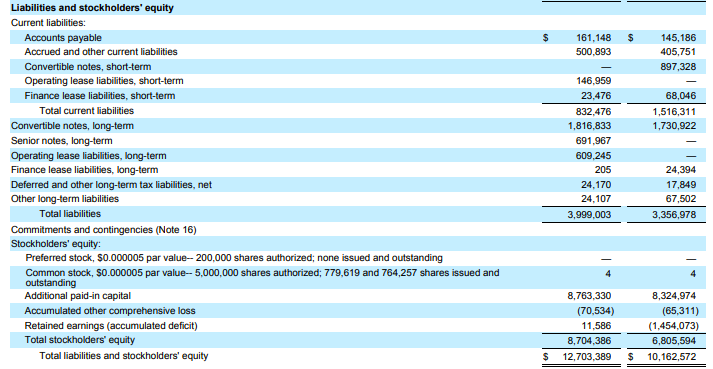 Liabilities and stockholders' equity
Current liabilities:
Accounts payable $ 161,148 $ 145,186
Accrued and other current liabilities 500,893 405,751
Convertible notes, short-term — 897,328
Operating lease liabilities, short-term 146,959 —
Finance lease liabilities, short-term 23,476 68,046
Total current liabilities 832,476 1,516,311
Convertible notes, long-term 1,816,833 1,730,922
Senior notes, long-term 691,967 —
Operating lease liabilities, long-term 609,245 —
Finance lease liabilities, long-term 205 24,394
Deferred and other long-term tax liabilities, net 24,170 17,849
Other long-term liabilities 24,107 67,502
Total liabilities 3,999,003 3,356,978
Commitments and contingencies (Note 16)
Stockholders' equity:
Preferred stock, $0.000005 par value-- 200,000 shares authorized; none issued and outstanding — —
Common stock, $0.000005 par value-- 5,000,000 shares authorized; 779,619 and 764,257 shares issued and 4 4
outstanding
Additional paid-in capital 8,763,330 8,324,974
Accumulated other comprehensive loss (70,534) (65,311)
Retained earnings (accumulated deficit) 11,586 (1,454,073)
Total stockholders' equity 8,704,386 6,805,594
Total liabilities and stockholders' equity $ 12,703,389 $ 10,162,572